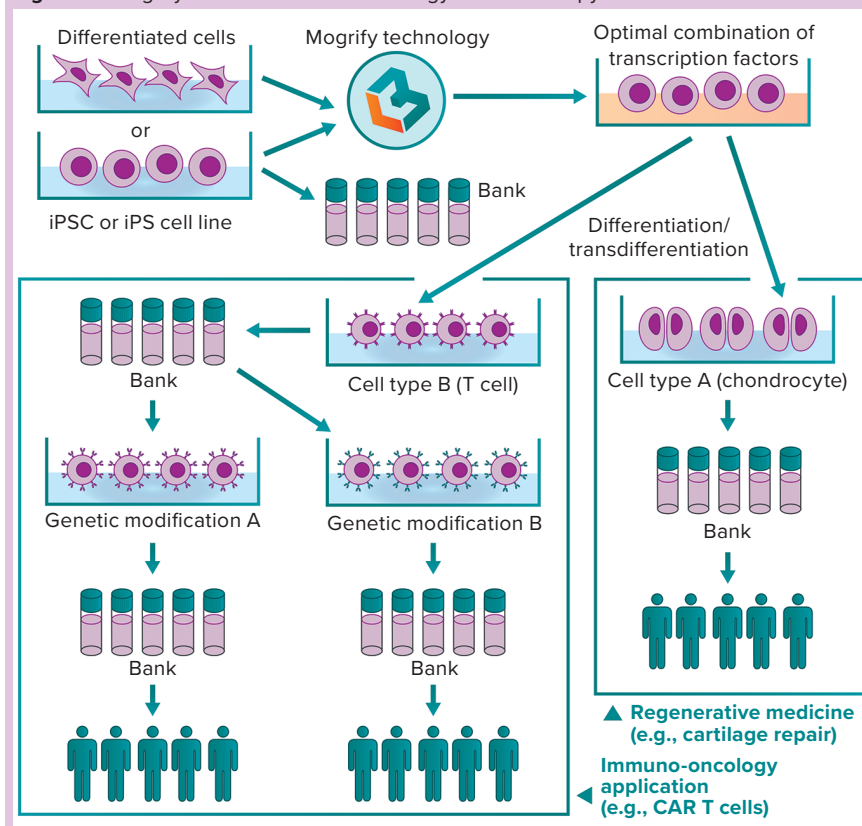 Differentiated cells
Mogrify technology
Optimal combination of
transcription factors
or
iPSC or iPS cell line
Bank
Differentiation/
transdifferentiation
Bank
Cell type B (T cell)
Cell type A (chondrocyte)
Genetic modification A
Genetic modification B
Bank
Bank
Bank
Regenerative medicine
(e.g., cartilage repair)
Immuno-oncology
application
(e.g., CAR T cells)